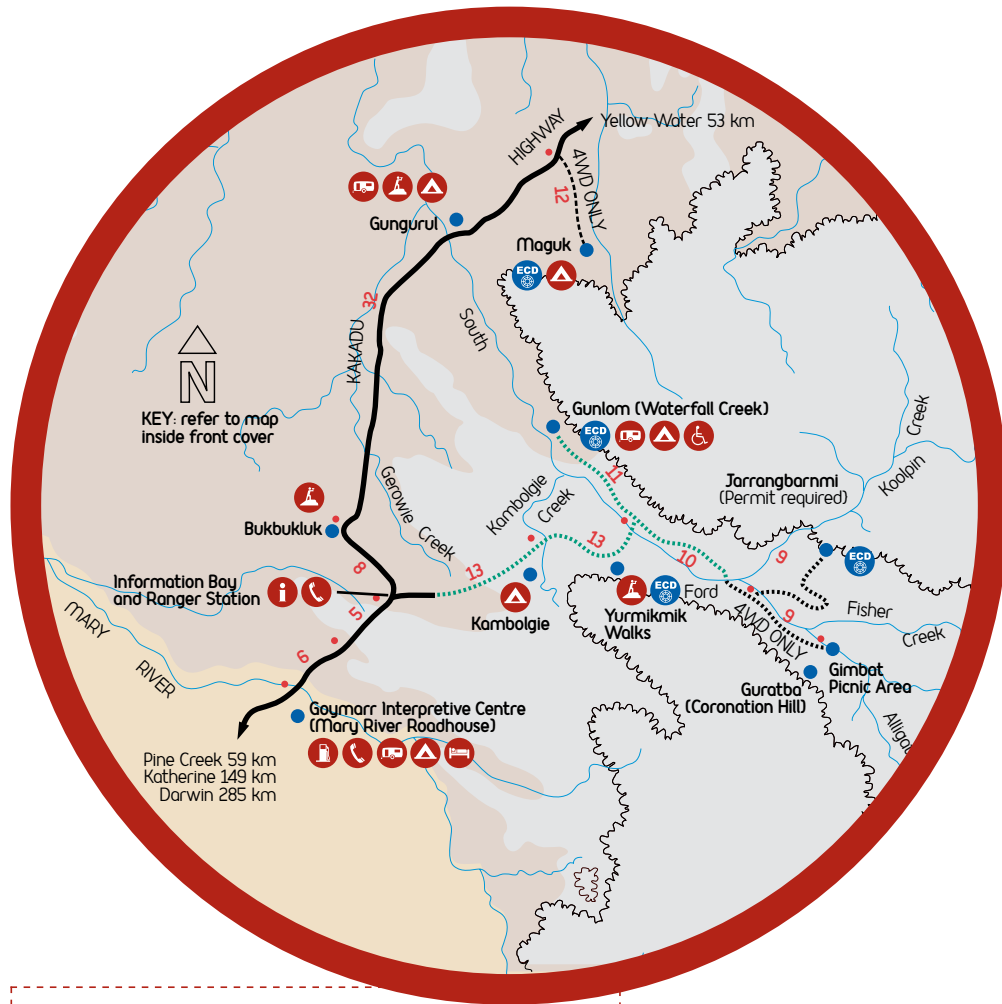 Yellow Water 53 km
HIGHWAY
4WD ONLY
12
Gungurul
Maguk
ECD
32
KAKADU
South
N
KEY: refer to map
inside front cover
Gunlom (Waterfall Creek)
ECD
11
Creek
Koolpin
Jarrangbarnmi
(Permit required)
Gerowie Creek
Kambolgie
Creek
Bukbukluk
13
13
10
9
ECD
8
Information Bay
and Ranger Station
i
5
Kambolgie
Yurmikmik
Walks
ECD
Ford
4WD ONLY
9
Fisher
Creek
MARY
RIVER
6
Gimbat
Picnic Area
Guratba
(Coronation Hill)
Goymarr Interpretive Centre
(Mary River Roadhouse)
Pine Creek 59 km
Katherine 149 km
Darwin 285 km